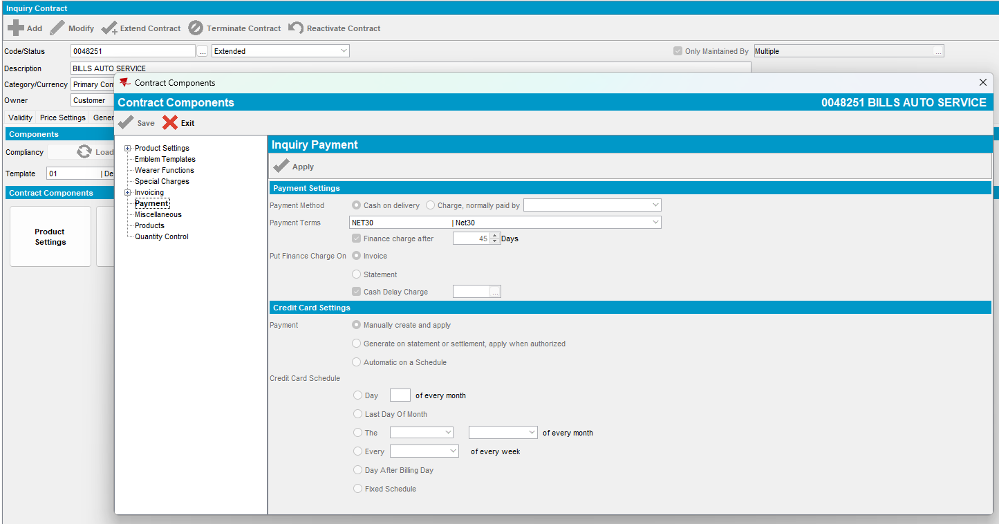 Inquiry Contract
Add Modify Extend Contract Terminate Contract Reactivate Contract
Code/Status 0048251 ... Extended Only Maintained By Multiple ...
Description BILLS AUTO SERVICE
Category/Currency Primary Con
Owner Customer
Validity Price Settings Gener
Components
Compliancy Load
Template 01 | De
Contract Components
Product
Settings
Contract Components
Contract Components 0048251 BILLS AUTO SERVICE
Save Exit
Product Settings
Emblem Templates
Wearer Functions
Special Charges
Invoicing
Payment
Miscellaneous
Products
Quantity Control
Inquiry Payment
Apply
Payment Settings
Payment Method Cash on delivery Charge, normally paid by
Payment Terms NET30 | Net30
Finance charge after 45 Days
Put Finance Charge On Invoice
Statement
Cash Delay Charge ...
Credit Card Settings
Payment Manually create and apply
Generate on statement or settlement, apply when authorized
Automatic on a Schedule
Credit Card Schedule
Day of every month
Last Day Of Month
The of every month
Every of every week
Day After Billing Day
Fixed Schedule